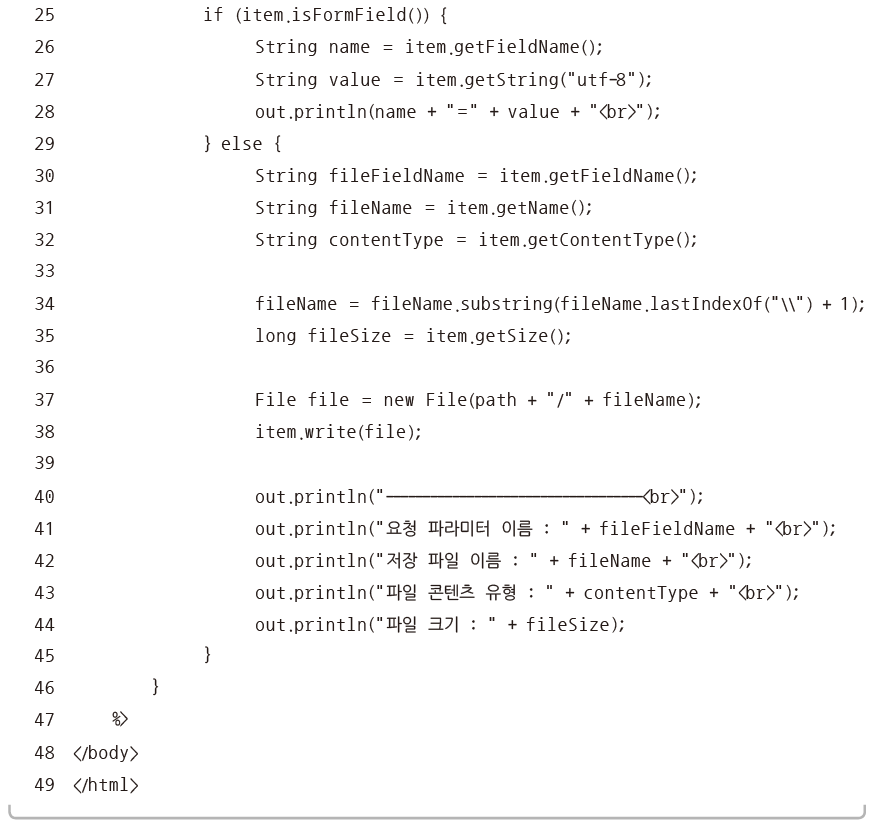 25 if (item.isFormField()) {
26 String name = item.getFieldName();
27 String value = item.getString("utf-8");
28 out.println(name + "=" + value + "<br>");
29 } else {
30 String fileFieldName = item.getFieldName();
31 String fileName = item.getName();
32 String contentType = item.getContentType();
33
34 fileName = fileName.substring(fileName.lastIndexOf("\\") + 1);
35 long fileSize = item.getSize();
36
37 File file = new File(path + "/" + fileName);
38 item.write(file);
39
40 out.println("--------------------------------<br>");
41 out.println("요청 파라미터 이름 : " + fileFieldName + "<br>");
42 out.println("저장 파일 이름 : " + fileName + "<br>");
43 out.println("파일 콘텐츠 유형 : " + contentType + "<br>");
44 out.println("파일 크기 : " + fileSize);
45 }
46 }
47 %>
48 </body>
49 </html>